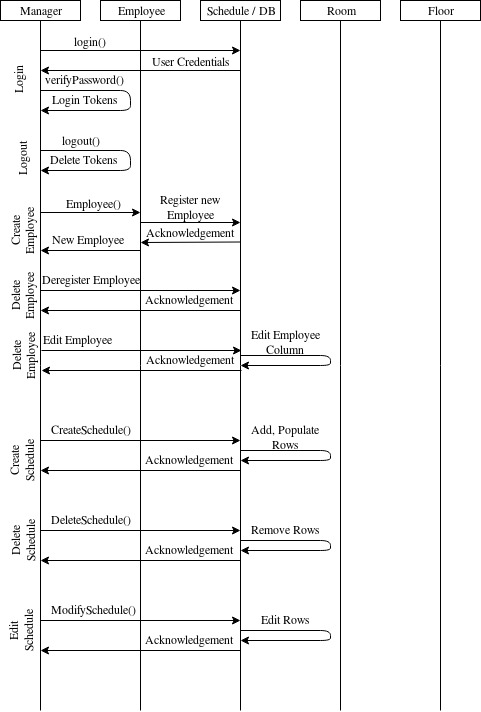 Manager
Employee
Schedule / DB
Room
Floor
Login
login()
User Credentials
verifyPassword()
Login Tokens
Logout
logout()
Delete Tokens
Create
Employee
Employee()
Register new
Employee
Acknowledgement
New Employee
Delete
Employee
Deregister Employee
Acknowledgement
Delete
Employee
Edit Employee
Edit Employee
Column
Acknowledgement
Create
Schedule
CreateSchedule()
Add, Populate
Rows
Acknowledgement
Delete
Schedule
DeleteSchedule()
Remove Rows
Acknowledgement
Edit
Schedule
ModifySchedule()
Edit Rows
Acknowledgement